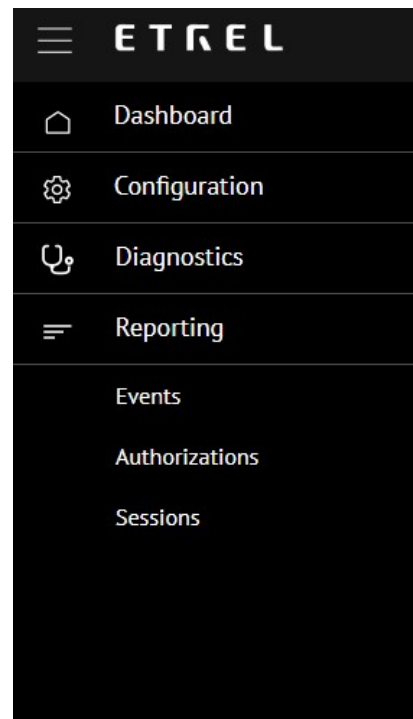 ETREL
Dashboard
Configuration
Diagnostics
Reporting
Events
Authorizations
Sessions